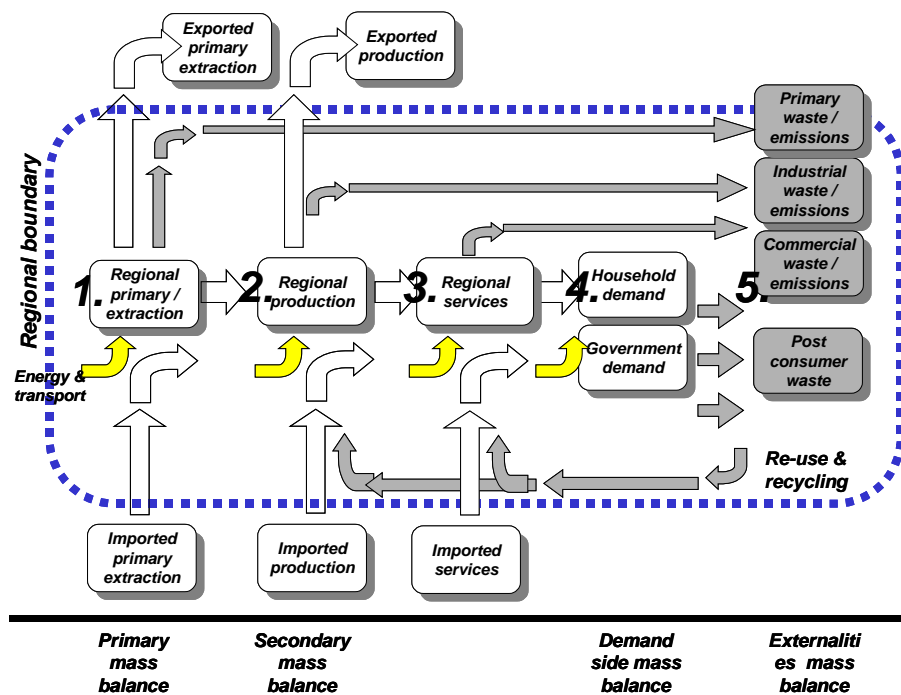 Exported
primary
extraction
Exported
production
Primary
waste /
emissions
Industrial
waste /
emissions
Commercial
waste /
emissions
Regional boundary
1.
Regional
primary /
extraction
2.
Regional
production
3.
Regional
services
4.
Household
demand
5.
Government
demand
Post
consumer
waste
Energy &
transport
Re-use &
recycling
Imported
primary
extraction
Imported
production
Imported
services
Primary
mass
balance
Secondary
mass
balance
Demand
side mass
balance
Externaliti
es mass
balance